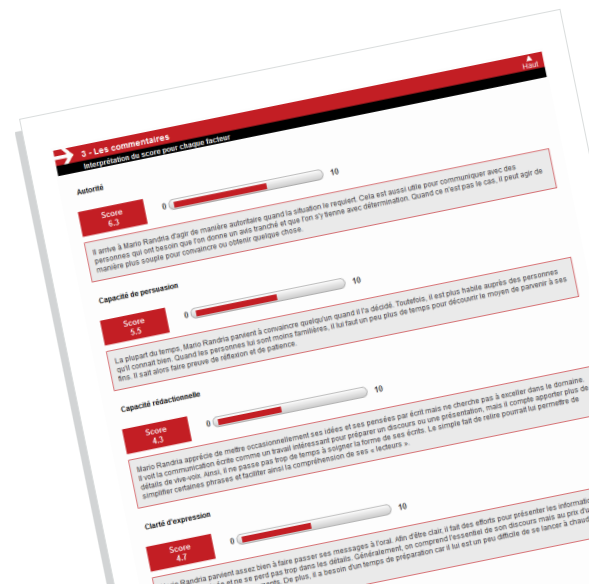 Haut
3 - Les commentaires
Interprétation du score pour chaque facteur
Autorité
Score
6.3
0
10
Il arrive à Mario Randria d'agir de manière autoritaire quand la situation le requiert. Cela est aussi utile pour communiquer avec des
personnes qui ont besoin que l'on donne un avis tranché et que l'on s'y tienne avec détermination. Quand ce n'est pas le cas, il peut agir de
manière plus souple pour convaincre ou obtenir quelque chose.
Capacité de persuasion
Score
5.5
0
10
La plupart du temps, Mario Randria parvient à convaincre quelqu'un quand il l'a décidé. Toutefois, il est plus habile auprès des personnes
qu'il connait bien. Quand les personnes lui sont moins familières, il lui faut un peu plus de temps pour découvrir le moyen de parvenir à ses
fins. Il sait alors faire preuve de réflexion et de patience.
Capacité rédactionnelle
Score
4.3
0
10
Mario Randria apprécie de mettre occasionnellement ses idées et ses pensées par écrit mais ne cherche pas à exceller dans le domaine.
Il voit la communication écrite comme un travail intéressant pour préparer un discours ou une présentation, mais il compte apporter plus de
détails de vive-voix. Ainsi, il ne passe pas trop de temps à soigner la forme de ses écrits. Le simple fait de relire pourrait lui permettre de
simplifier certaines phrases et faciliter ainsi la compréhension de ses « lecteurs ».
Clarté d'expression
Score
4.7
0
10
Randria parvient assez bien à faire passer ses messages à l'oral. Afin d'être clair, il fait des efforts pour présenter les
et ne se perd pas trop dans les détails. Généralement, on comprend l'essentiel de son discours mais au prix
De plus, il a besoin d'un temps de préparation car il lui est un peu difficile de se lancer à